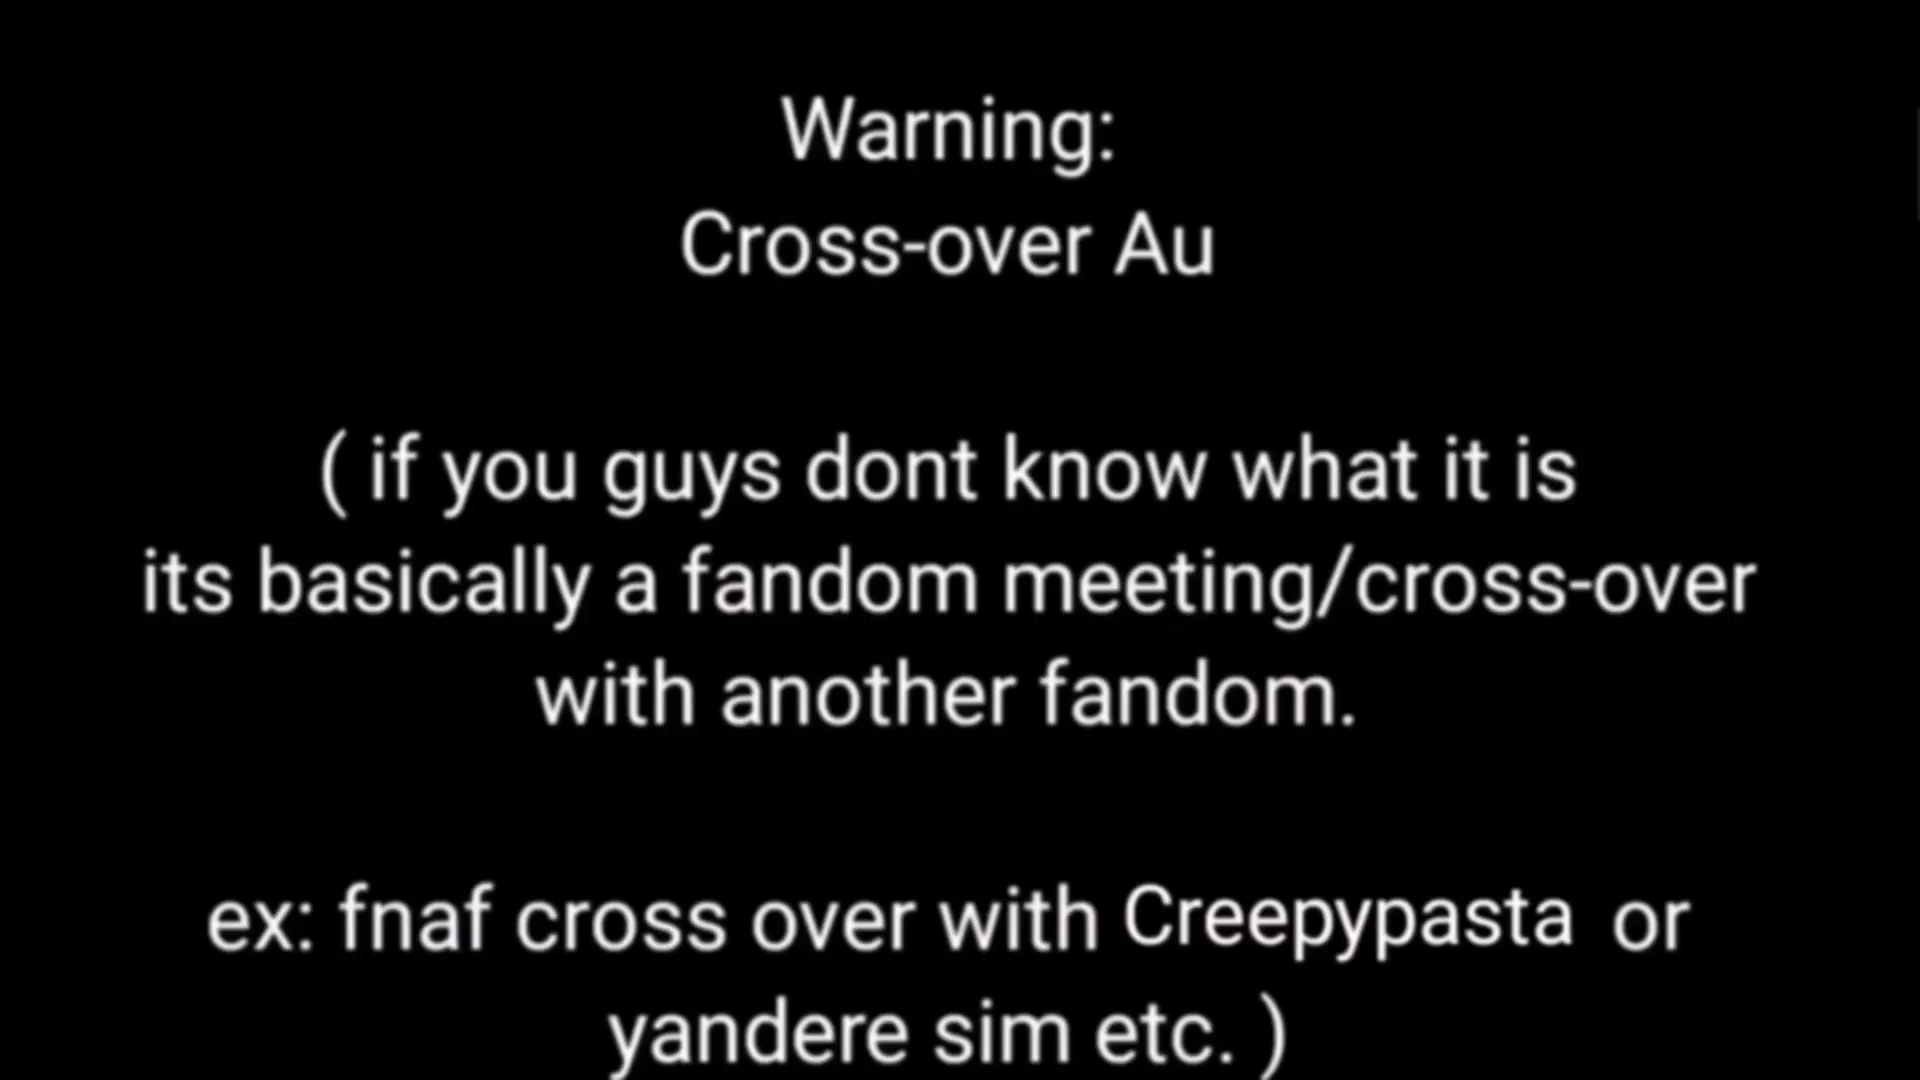 Warning:
Cross-over Au
( if you guys dont know what it is
its basically a fandom meeting/cross-over
with another fandom.
ex: fnaf cross over with Creepypasta or
yandere sim etc. )